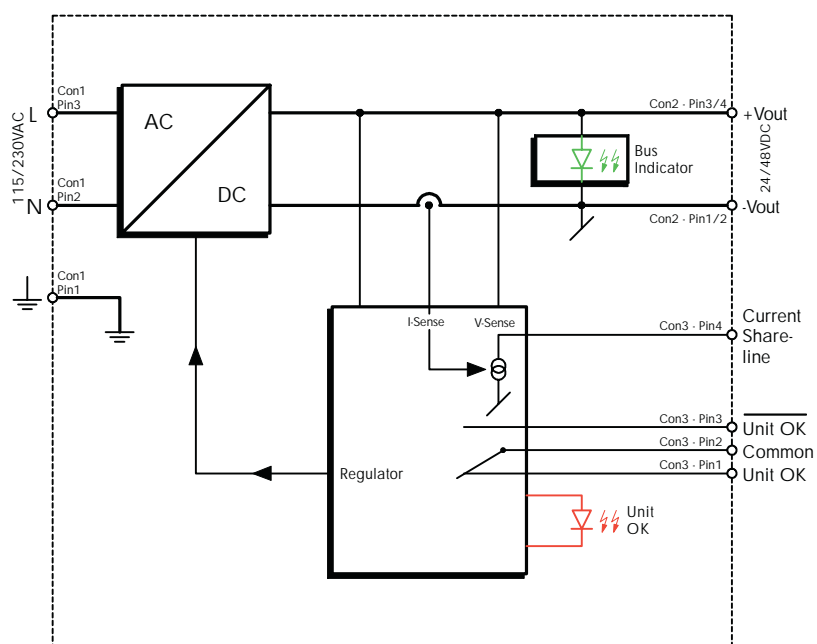 Con1
Pin3
L
115/230VAC
AC
DC
Con1
Pin2
N
Con1
Pin1
Con2 - Pin3/4
+Vout
24/48VDC
Bus
Indicator
-Vout
Con2 - Pin1/2
I-Sense
V-Sense
Con3 - Pin4
Current
Share-
line
Con3 - Pin3
Unit OK
Con3 - Pin2
Common
Con3 - Pin1
Unit OK
Regulator
Unit
OK